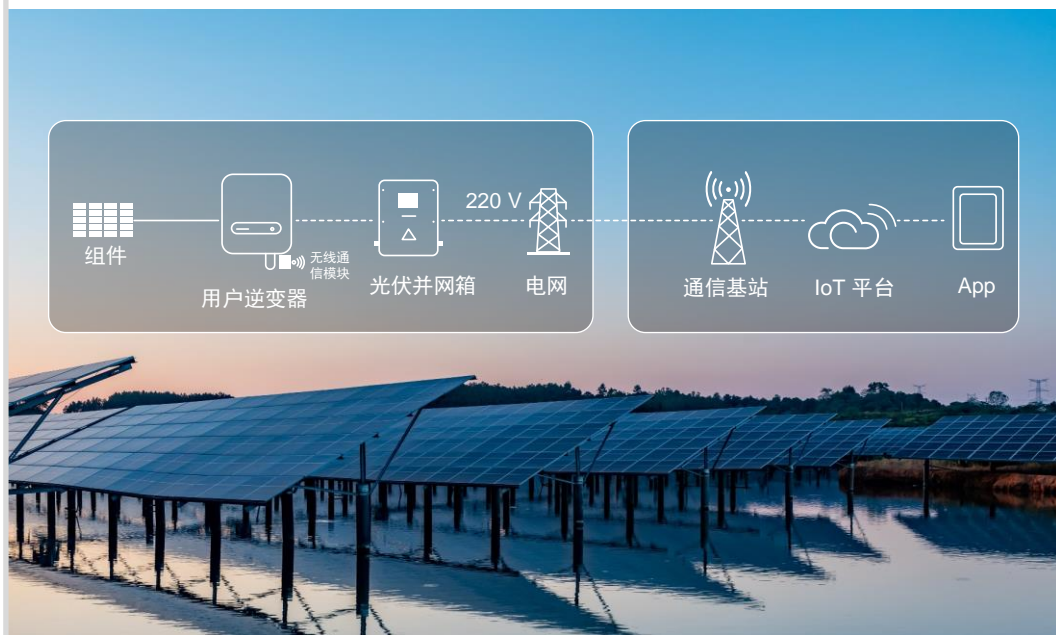 220 V
组件
无线通
信模块
用户逆变器
光伏并网箱
电网
通信基站
IoT 平台
App